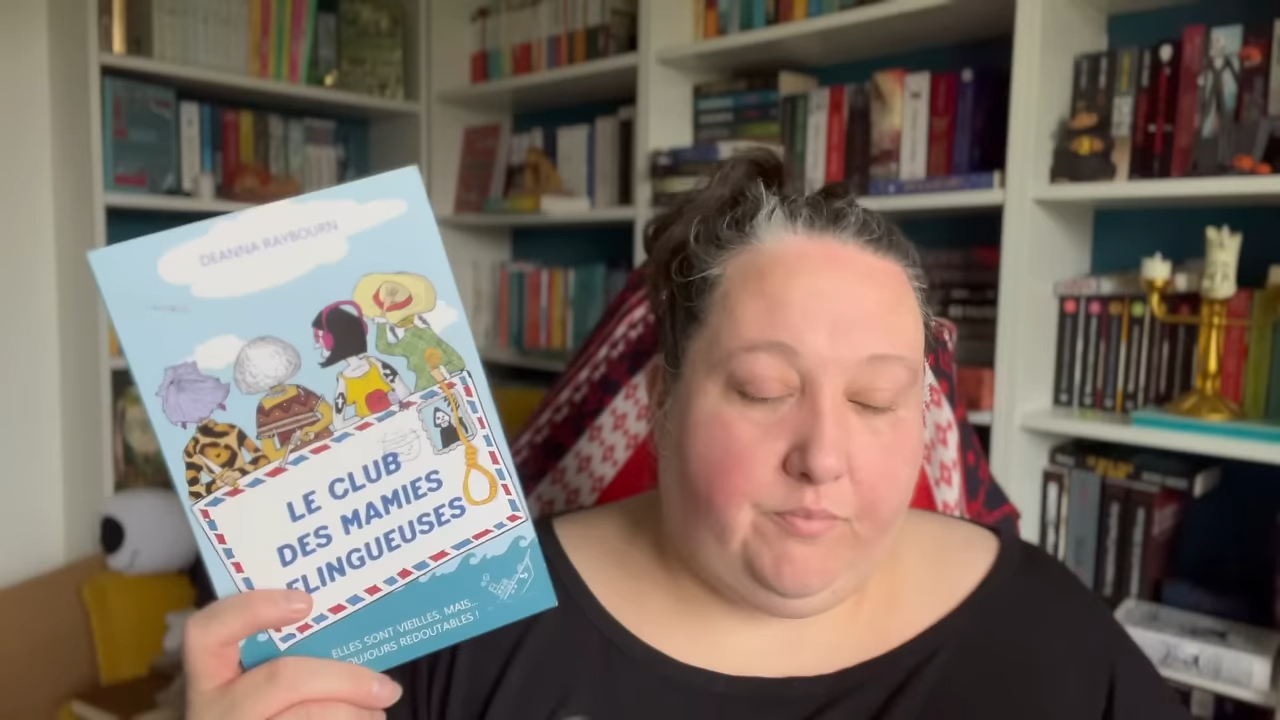 DEANNA RAYBOURN
LE CLUB
DES MAMIES
FLINGUEUSES
ELLES SONT VIEILLES, MAIS...
TOUJOURS REDOUTABLES !